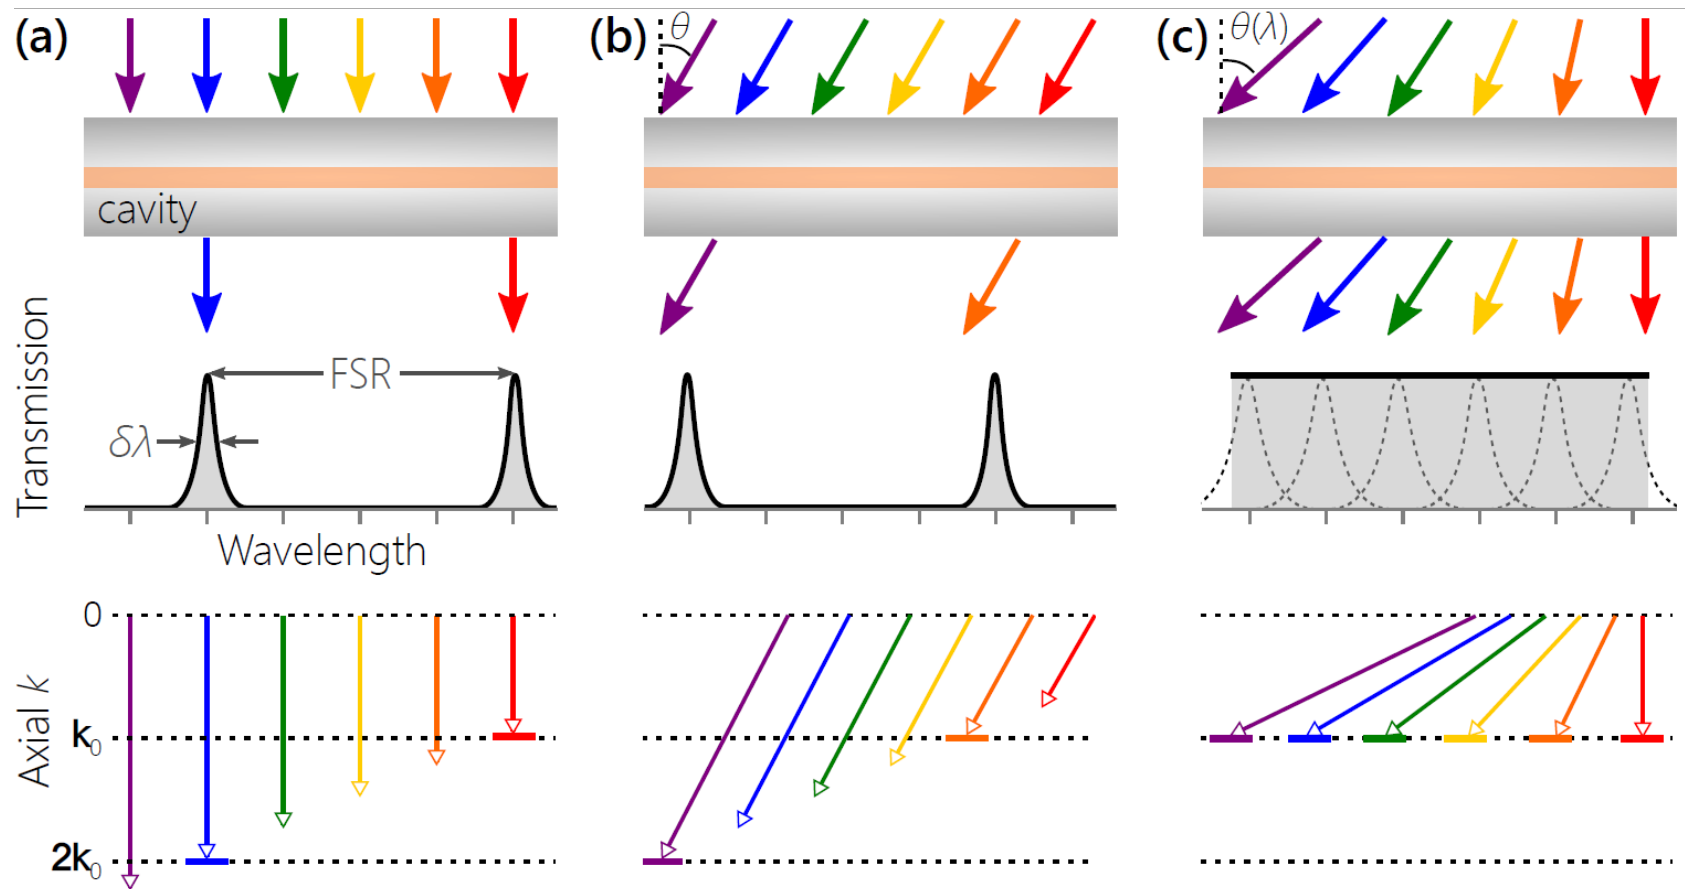 (a)
(b)
θ
(c)
θ(λ)
cavity
Transmission
FSR
δλ
Wavelength
Axial k
0
k₀
2k₀